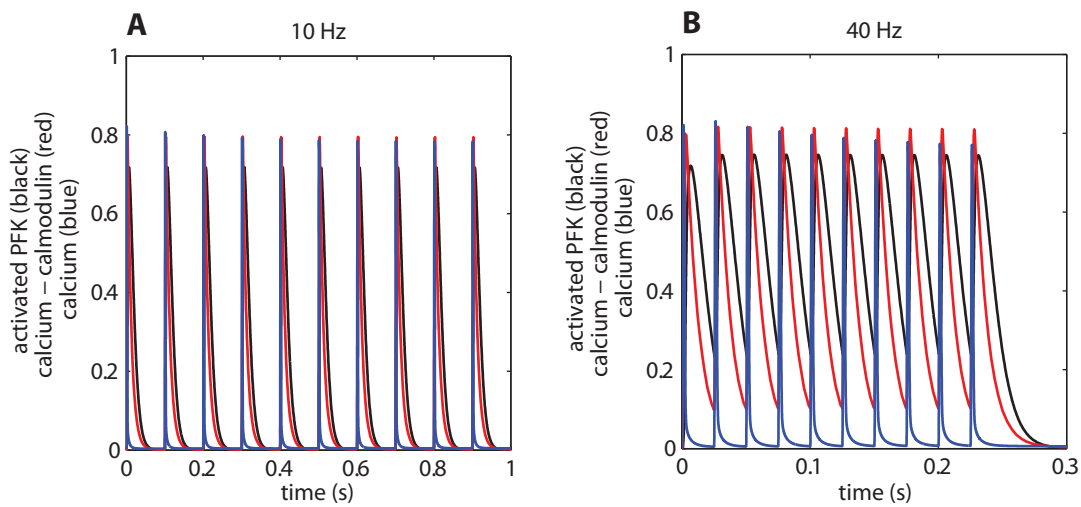 A
10 Hz
activated PFK (black)
calcium – calmodulin (red)
calcium (blue)
1
0.8
0.6
0.4
0.2
0
0
0.2
0.4
0.6
0.8
1
time (s)
B
40 Hz
activated PFK (black)
calcium – calmodulin (red)
calcium (blue)
1
0.8
0.6
0.4
0.2
0
0
0.1
0.2
0.3
time (s)